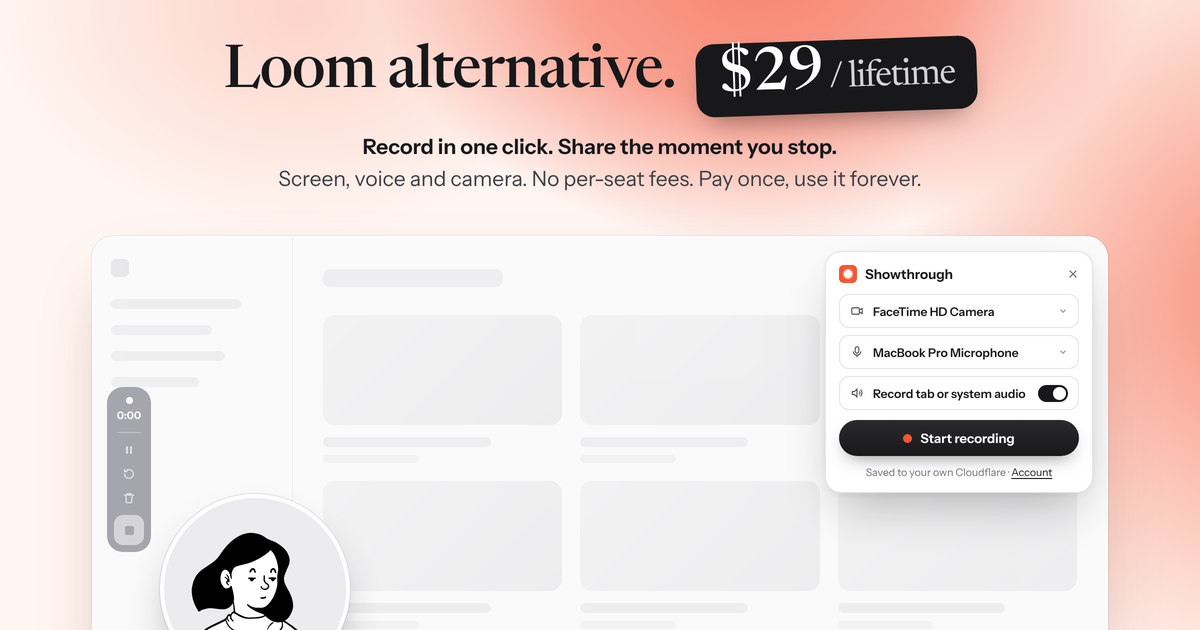 Loom alternative. $29 / lifetime
Record in one click. Share the moment you stop.
Screen, voice and camera. No per-seat fees. Pay once, use it forever.
Showthrough
FaceTime HD Camera
MacBook Pro Microphone
Record tab or system audio
Start recording
Saved to your own Cloudflare · Account
0:00